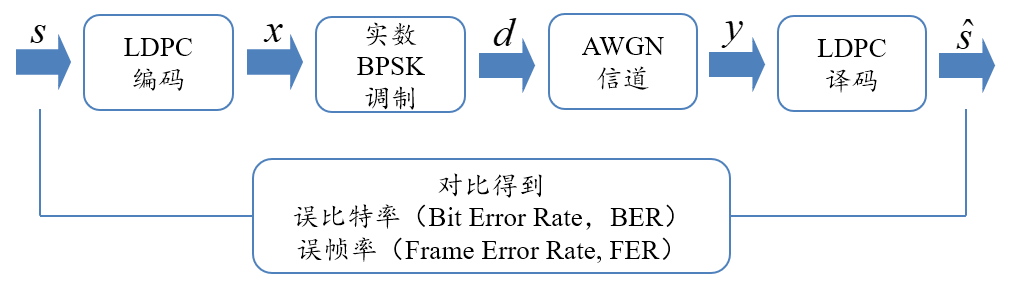 s
LDPC
编码
x
实数
BPSK
调制
d
AWGN
信道
y
LDPC
译码
ŝ
对比得到
误比特率（Bit Error Rate，BER）
误帧率（Frame Error Rate, FER）